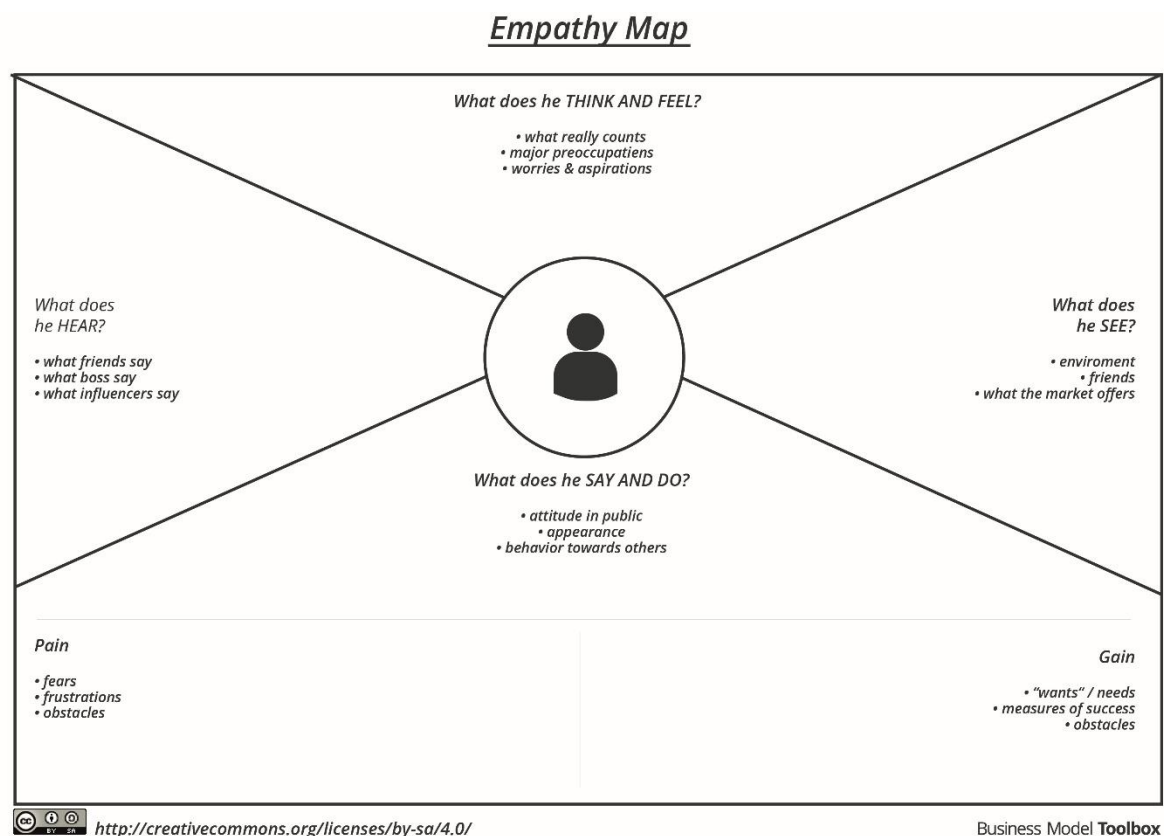 Empathy Map
What does he THINK AND FEEL?
• what really counts
• major preoccupatiens
• worries & aspirations
What does
he HEAR?
• what friends say
• what boss say
• what influencers say
What does
he SEE?
• enviroment
• friends
• what the market offers
What does he SAY AND DO?
• attitude in public
• appearance
• behavior towards others
Pain
• fears
• frustrations
• obstacles
Gain
• “wants“ / needs
• measures of success
• obstacles
cc BY SA http://creativecommons.org/licenses/by-sa/4.0/
Business Model Toolbox